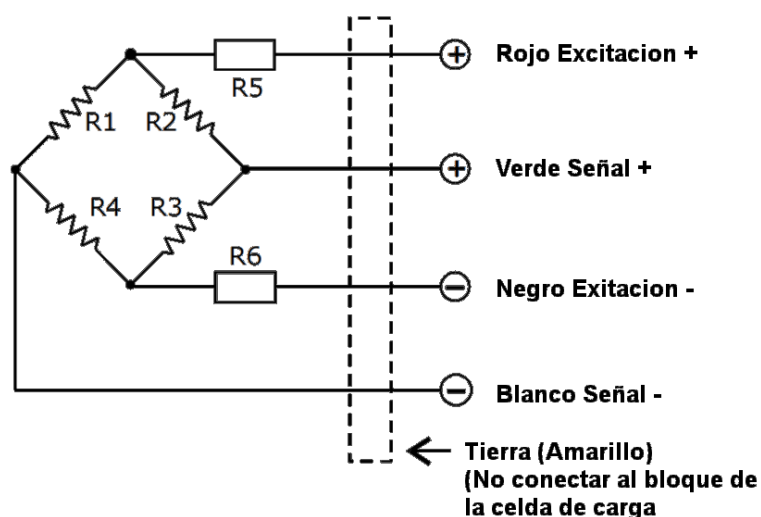 R5
Rojo Excitacion +
R1
R2
Verde Señal +
R4
R3
R6
Negro Exitacion -
Blanco Señal -
Tierra (Amarillo)
(No conectar al bloque de
la celda de carga